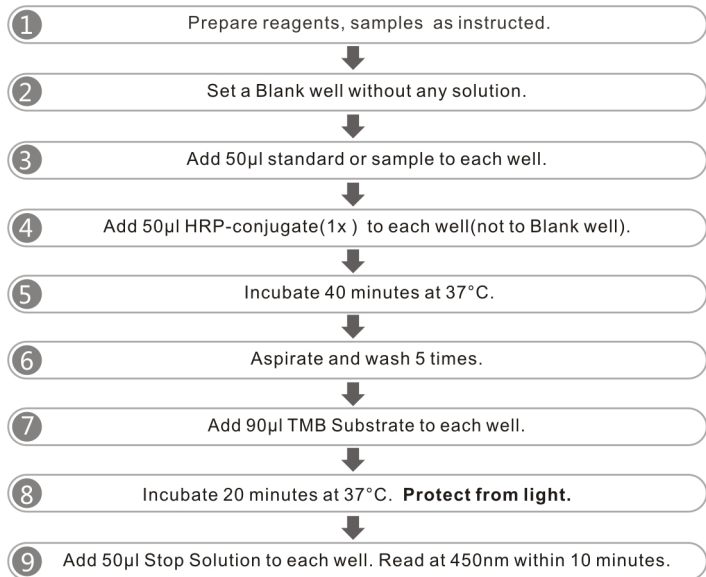 1 Prepare reagents, samples as instructed.
2 Set a Blank well without any solution.
3 Add 50μl standard or sample to each well.
4 Add 50μl HRP-conjugate(1x ) to each well(not to Blank well).
5 Incubate 40 minutes at 37°C.
6 Aspirate and wash 5 times.
7 Add 90μl TMB Substrate to each well.
8 Incubate 20 minutes at 37°C. Protect from light.
9 Add 50μl Stop Solution to each well. Read at 450nm within 10 minutes.